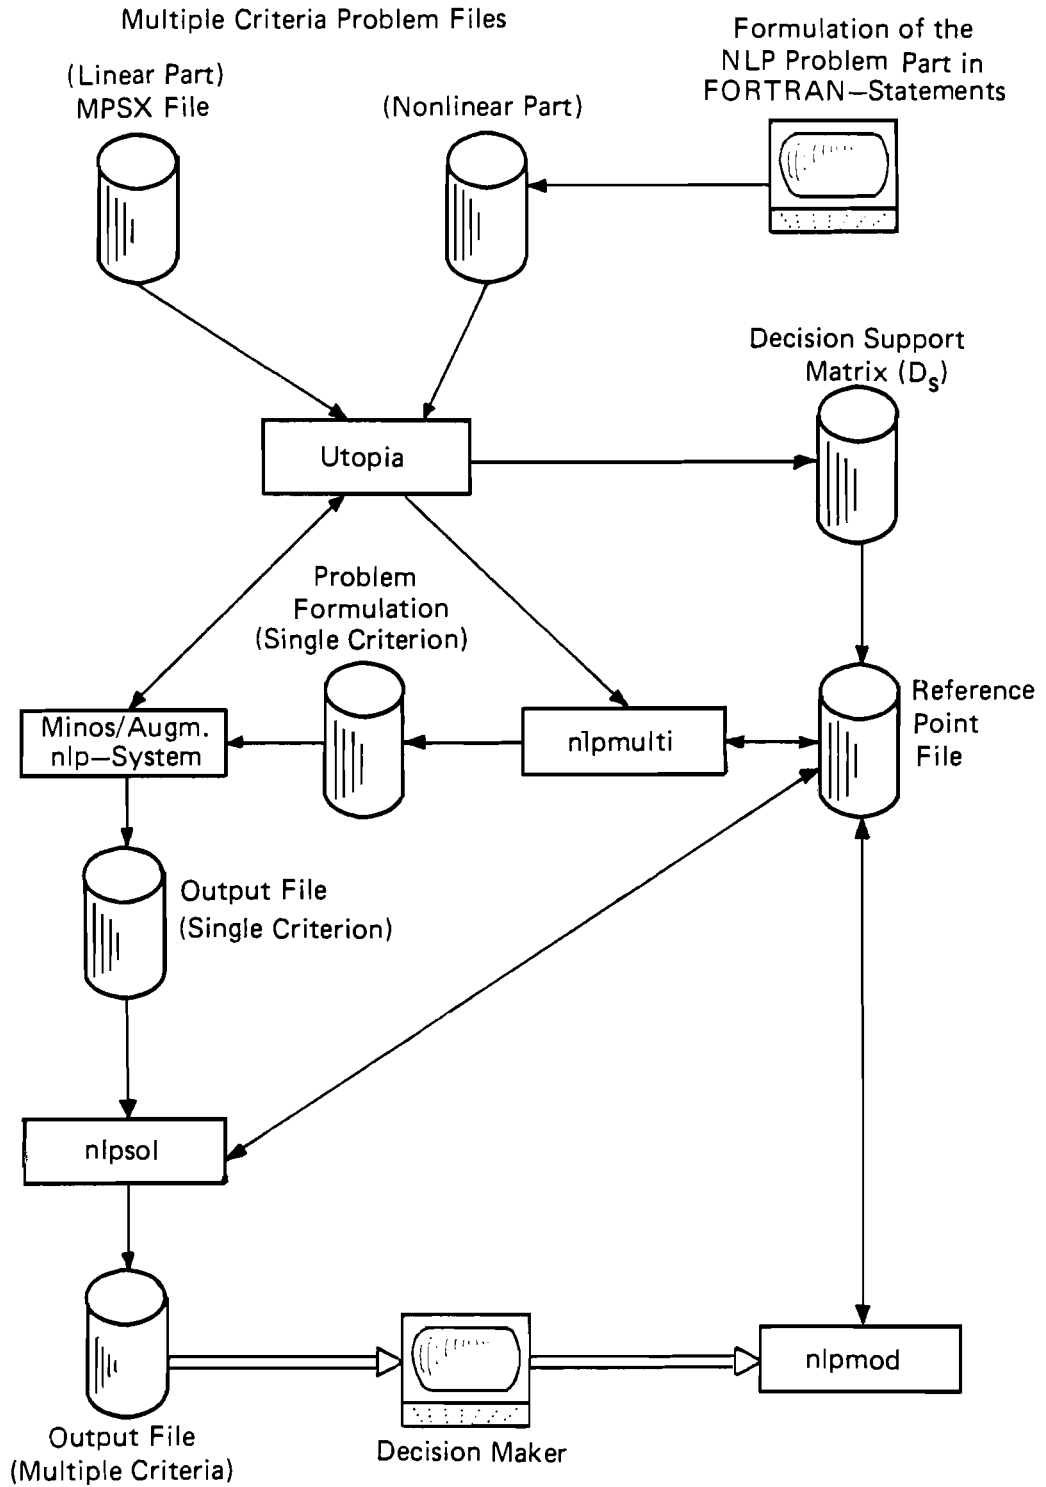 Multiple Criteria Problem Files
Formulation of the
NLP Problem Part in
FORTRAN—Statements
(Linear Part)
MPSX File
(Nonlinear Part)
Decision Support
Matrix (Ds)
Utopia
Problem
Formulation
(Single Criterion)
Minos/Augm.
nlp—System
nlpmulti
Reference
Point
File
Output File
(Single Criterion)
nlpsol
nlpmod
Output File
(Multiple Criteria)
Decision Maker